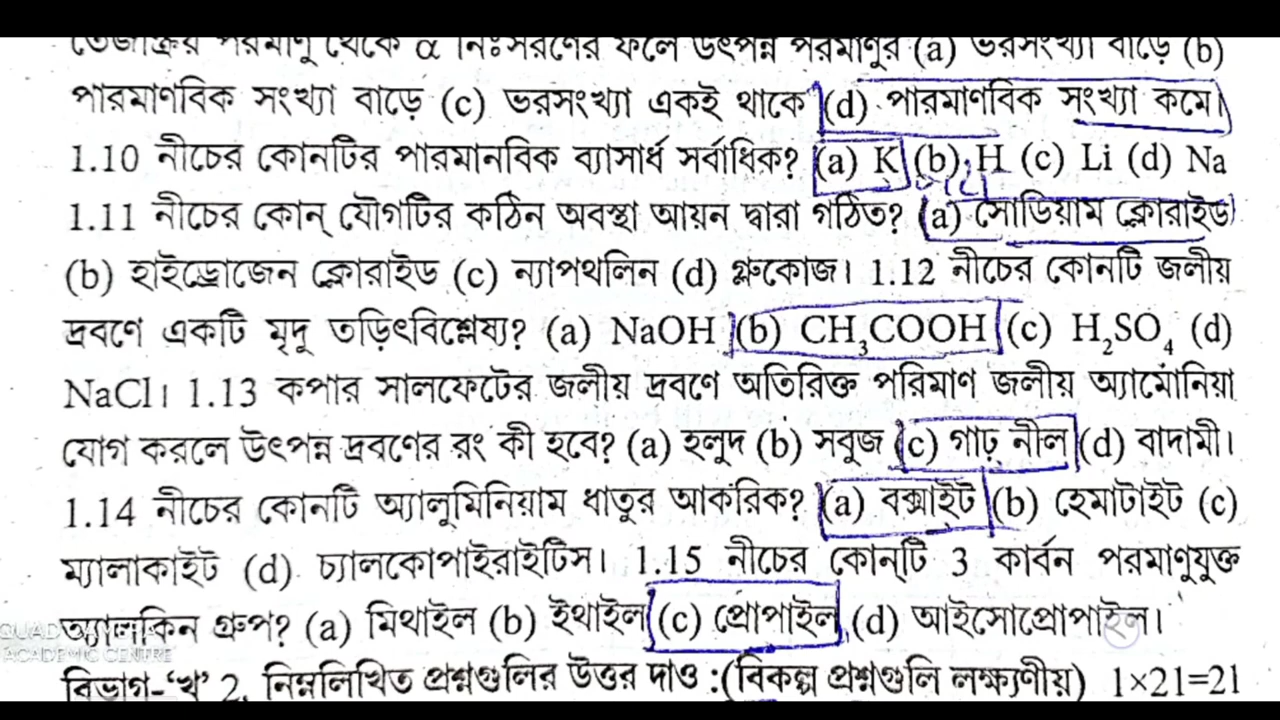 তেজস্ক্রিয় পরমাণু থেকে α নিঃসরণের ফলে উৎপন্ন পরমাণুর (a) ভরসংখ্যা বাড়ে (b)
পারমাণবিক সংখ্যা বাড়ে (c) ভরসংখ্যা একই থাকে (d) পারমাণবিক সংখ্যা কমে।
1.10 নীচের কোনটির পারমানবিক ব্যাসার্ধ সর্বাধিক? (a) K (b) H (c) Li (d) Na
1.11 নীচের কোন্ যৌগটির কঠিন অবস্থা আয়ন দ্বারা গঠিত? (a) সোডিয়াম ক্লোরাইড
(b) হাইড্রোজেন ক্লোরাইড (c) ন্যাপথলিন (d) গ্লুকোজ। 1.12 নীচের কোনটি জলীয়
দ্রবণে একটি মৃদু তড়িৎবিশ্লেষ্য? (a) NaOH (b) CH₃COOH (c) H₂SO₄ (d)
NaCl। 1.13 কপার সালফেটের জলীয় দ্রবণে অতিরিক্ত পরিমাণ জলীয় অ্যামোনিয়া
যোগ করলে উৎপন্ন দ্রবণের রং কী হবে? (a) হলুদ (b) সবুজ (c) গাঢ় নীল (d) বাদামী।
1.14 নীচের কোনটি অ্যালুমিনিয়াম ধাতুর আকরিক? (a) বক্সাইট (b) হেমাটাইট (c)
ম্যালাকাইট (d) চ্যালকোপাইরাইটিস। 1.15 নীচের কোন্‌টি 3 কার্বন পরমাণুযুক্ত
অ্যালকিন গ্রুপ? (a) মিথাইল (b) ইথাইল (c) প্রোপাইল (d) আইসোপ্রোপাইল।
ACADEMIC CENTRE
বিভাগ-‘খ’ 2. নিম্নলিখিত প্রশ্নগুলির উত্তর দাও :(বিকল্প প্রশ্নগুলি লক্ষ্যণীয়) 1×21=21